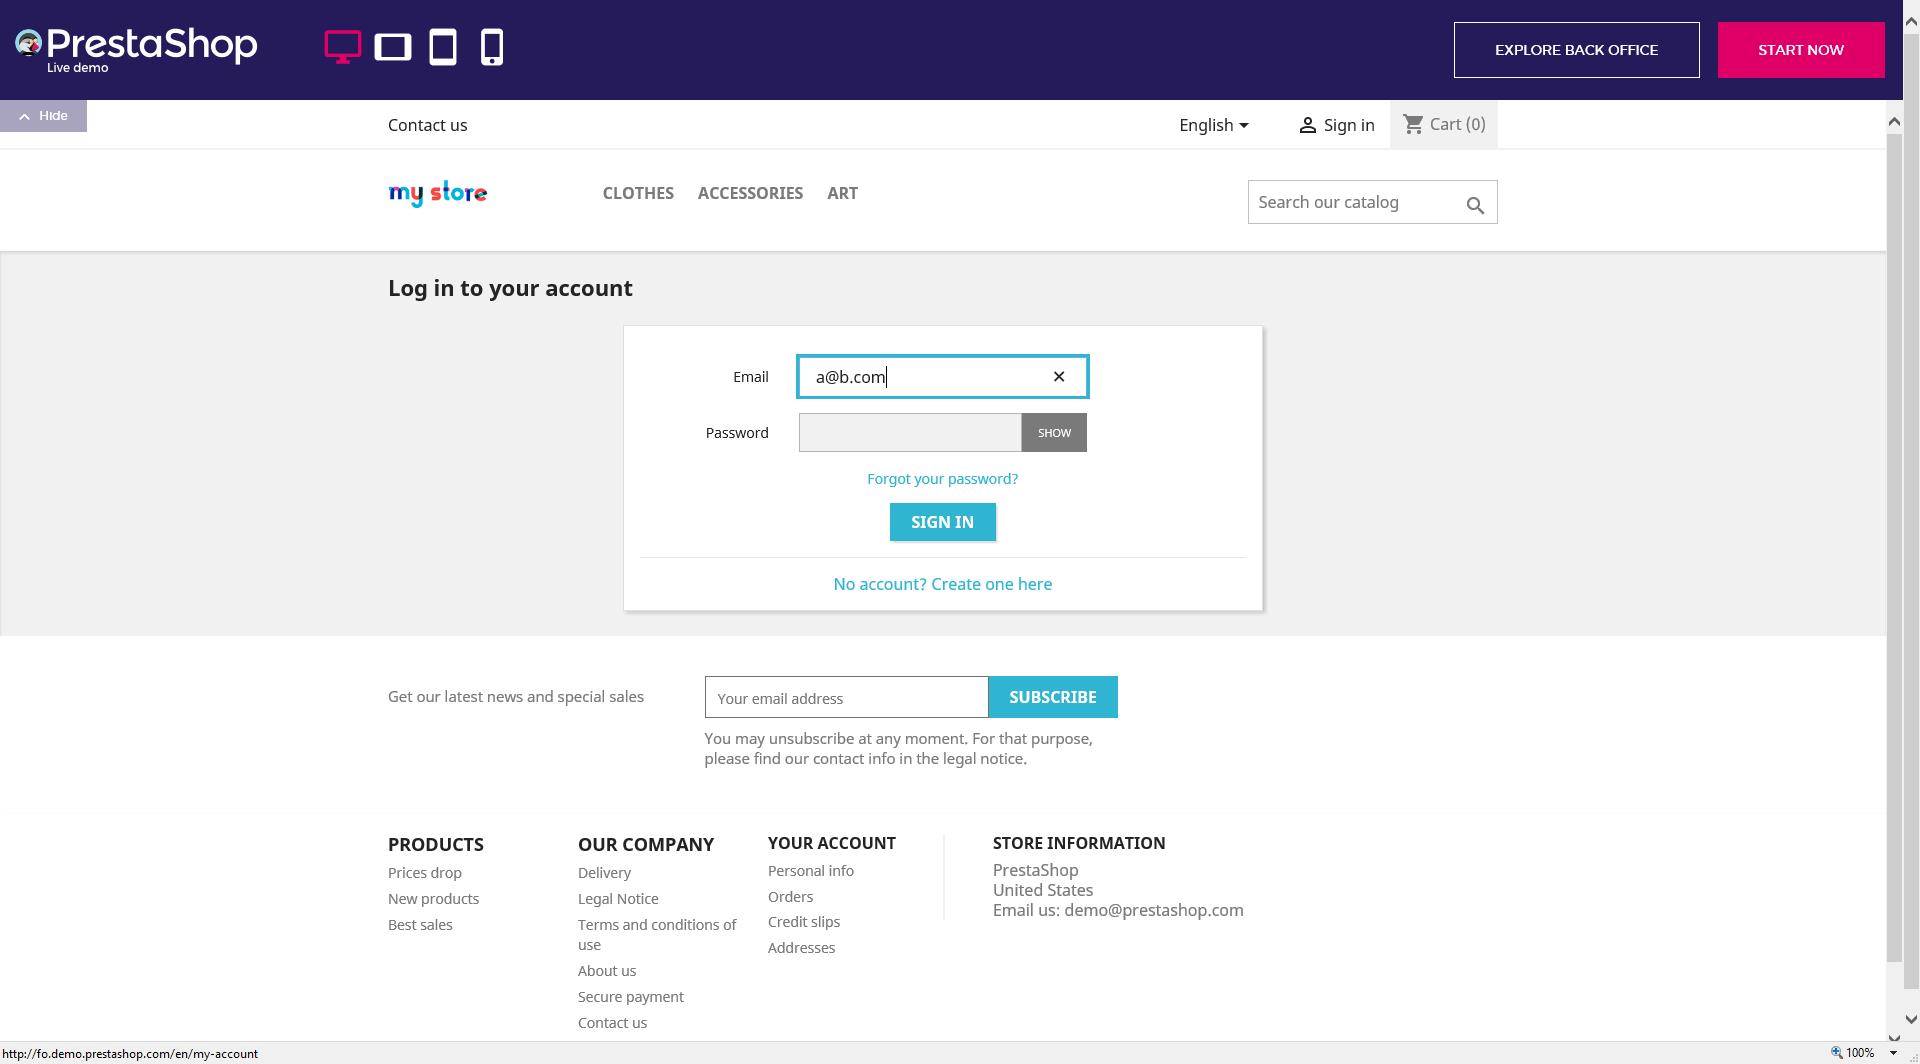 PrestaShop
Live demo
EXPLORE BACK OFFICE
START NOW
Hide
Contact us
English
Sign in
Cart (0)
my store
CLOTHES
ACCESSORIES
ART
Search our catalog
Log in to your account
Email
a@b.com
Password
SHOW
Forgot your password?
SIGN IN
No account? Create one here
Get our latest news and special sales
Your email address
SUBSCRIBE
You may unsubscribe at any moment. For that purpose,
please find our contact info in the legal notice.
PRODUCTS
Prices drop
New products
Best sales
OUR COMPANY
Delivery
Legal Notice
Terms and conditions of
use
About us
Secure payment
Contact us
YOUR ACCOUNT
Personal info
Orders
Credit slips
Addresses
STORE INFORMATION
PrestaShop
United States
Email us: demo@prestashop.com
http://fo.demo.prestashop.com/en/my-account
100%